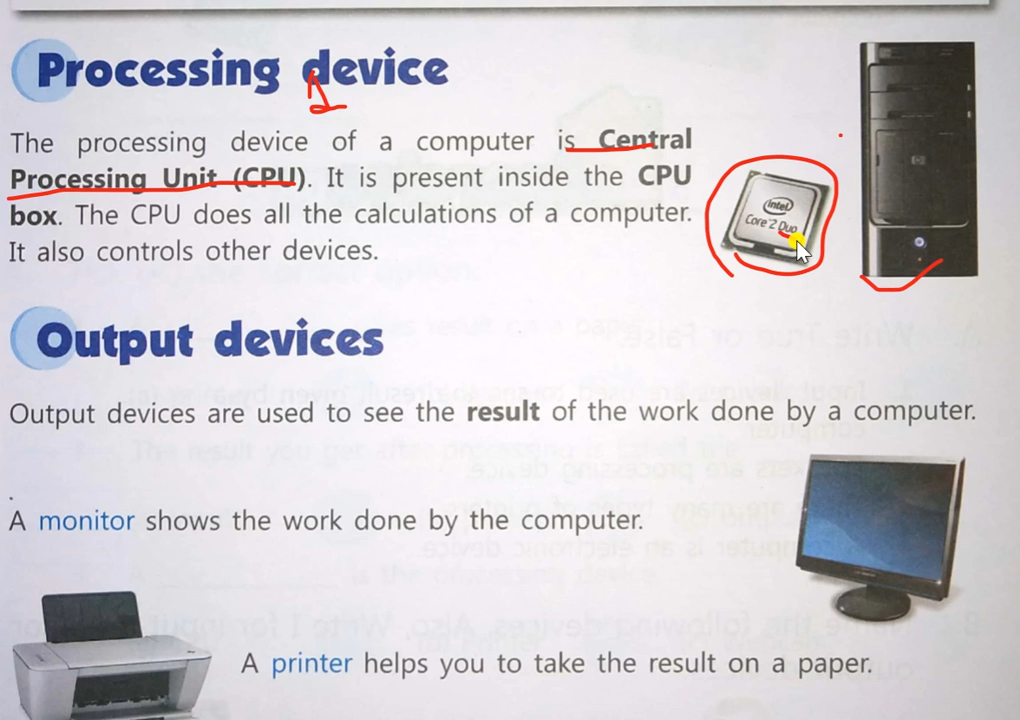 Processing device
1
The processing device of a computer is Central
Processing Unit (CPU). It is present inside the CPU
box. The CPU does all the calculations of a computer.
It also controls other devices.
intel
Core 2 Duo
Output devices
Output devices are used to see the result of the work done by a computer.
A monitor shows the work done by the computer.
A printer helps you to take the result on a paper.